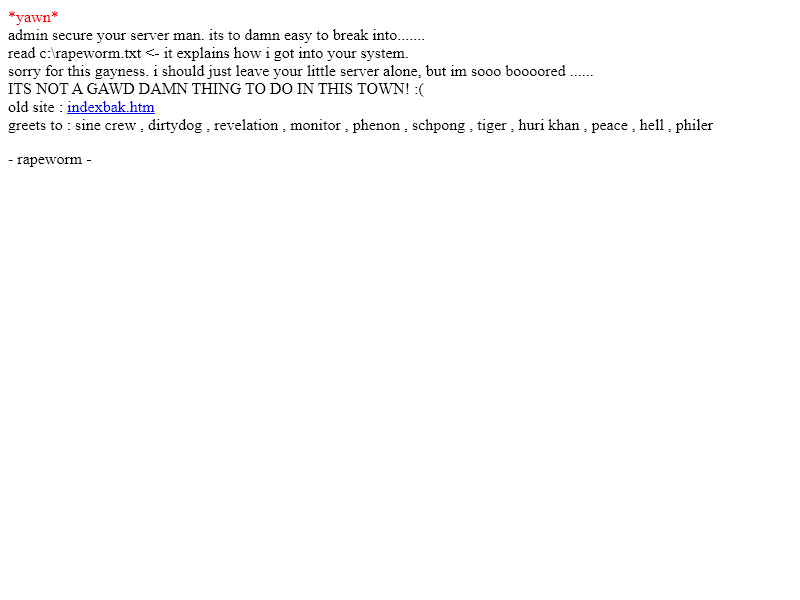 *yawn*
admin secure your server man. its to damn easy to break into.......
read c:\rapeworm.txt <- it explains how i got into your system.
sorry for this gayness. i should just leave your little server alone, but im sooo boooored ......
ITS NOT A GAWD DAMN THING TO DO IN THIS TOWN! :(
old site : indexbak.htm
greets to : sine crew , dirtydog , revelation , monitor , phenon , schpong , tiger , huri khan , peace , hell , philer
- rapeworm -